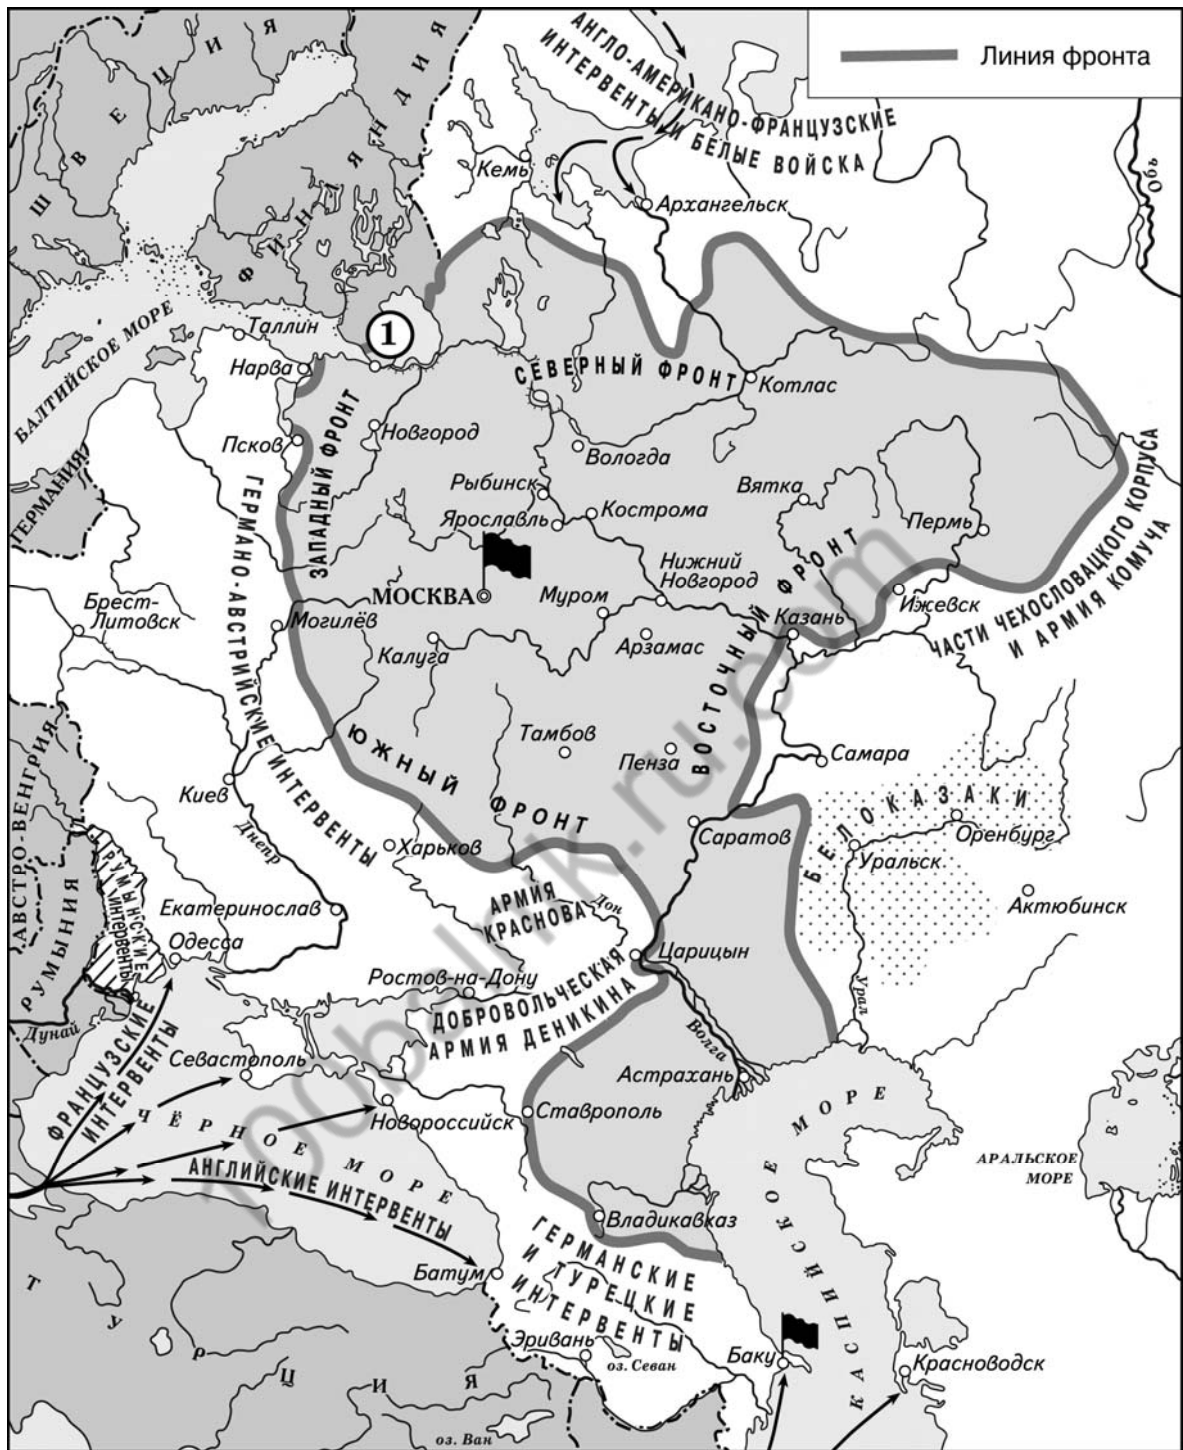 Линия фронта
ШВЕЦИЯ
ФИНЛЯНДИЯ
АНГЛО-АМЕРИКАНО-ФРАНЦУЗСКИЕ
ИНТЕРВЕНТЫ И БЕЛЫЕ ВОЙСКА
Обь
Кемь
Архангельск
БАЛТИЙСКОЕ МОРЕ
Таллин
1
Нарва
СЕВЕРНЫЙ ФРОНТ
Котлас
Новгород
Псков
ЗАПАДНЫЙ ФРОНТ
Вологда
ГЕРМАНИЯ
ГЕРМАНО-АВСТРИЙСКИЕ ИНТЕРВЕНТЫ
Рыбинск
Вятка
Кострома
Ярославль
Пермь
ЧАСТИ ЧЕХОСЛОВАЦКОГО КОРПУСА
И АРМИЯ КОМУЧА
Нижний
Новгород
МОСКВА
Муром
Ижевск
Брест-
Литовск
Могилёв
Казань
Калуга
Арзамас
ВОСТОЧНЫЙ ФРОНТ
ЮЖНЫЙ ФРОНТ
Тамбов
Пенза
Самара
АВСТРО-ВЕНГРИЯ
Киев
Днепр
БЕЛОКАЗАКИ
Саратов
Оренбург
Харьков
Уральск
РУМЫНСКИЕ
интервенты
АРМИЯ
КРАСНОВА
Дон
Актюбинск
Екатеринослав
РУМЫНИЯ
Одесса
Царицын
Ростов-на-Дону
ДОБРОВОЛЬЧЕСКАЯ
АРМИЯ ДЕНИКИНА
Урал
Дунай
Волга
ФРАНЦУЗСКИЕ
ИНТЕРВЕНТЫ
Севастополь
Астрахань
Новороссийск
Ставрополь
ЧЁРНОЕ МОРЕ
КАСПИЙСКОЕ МОРЕ
АРАЛЬСКОЕ
МОРЕ
АНГЛИЙСКИЕ ИНТЕРВЕНТЫ
Владикавказ
ГЕРМАНСКИЕ
И ТУРЕЦКИЕ
ИНТЕРВЕНТЫ
Батум
Эривань
оз. Севан
Баку
Красноводск
ТУРЦИЯ
оз. Ван
pobalnik.ru.com